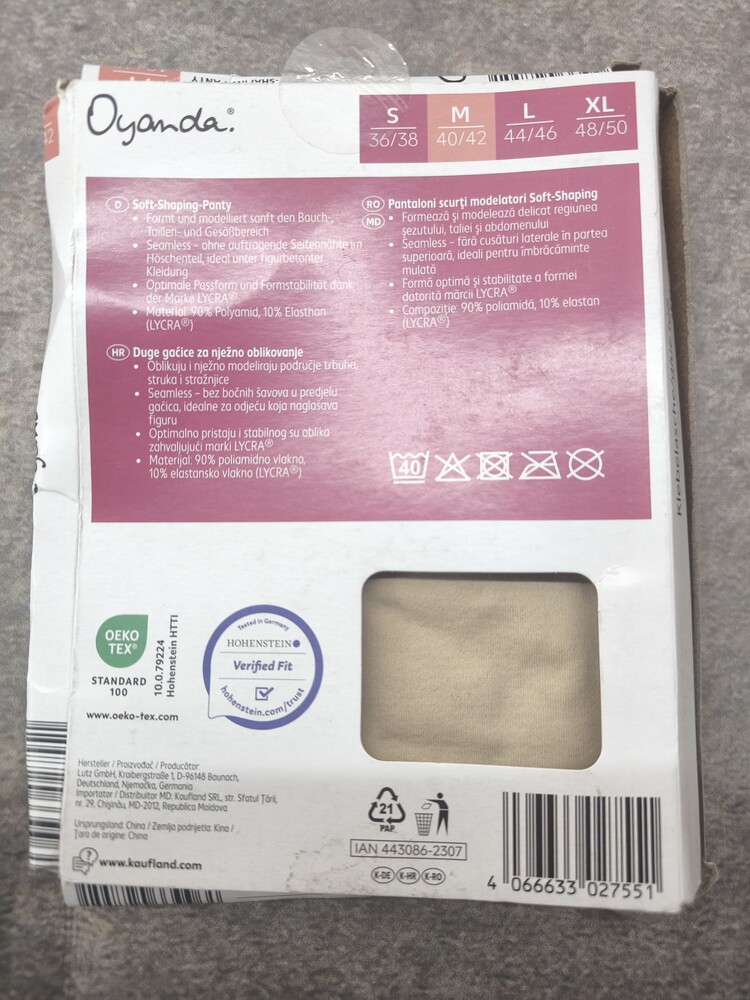 Oyanda.®
S M L XL
36/38 40/42 44/46 48/50
D Soft-Shaping-Panty
• Formt und modelliert sanft den Bauch-,
Taillen- und Gesäßbereich
• Seamless – ohne auftragende Seitennähte im
Höschenteil, ideal unter figurbetonter
Kleidung
• Optimale Passform und Formstabilität dank
der Marke LYCRA®
• Material: 90% Polyamid, 10% Elasthan
(LYCRA®)
HR Duge gaćice za nježno oblikovanje
• Oblikuju i nježno modeliraju područje trbuhe,
struka i stražnjice
• Seamless – bez bočnih šavova u predjelu
gaćica, idealne za odjeću koja naglašava
figuru
• Optimalno pristaju i stabilnog su oblika
zahvaljujući marki LYCRA®
• Materijal: 90% poliamidno vlakno,
10% elastansko vlakno (LYCRA®)
RO MD Pantaloni scurți modelatori Soft-Shaping
• Formează și modelează delicat regiunea
șezutului, taliei și abdomenului
• Seamless – fără cusături laterale în partea
superioară, ideali pentru îmbrăcăminte
mulată
• Formă optimă și stabilitate a formei
datorită mărcii LYCRA®
• Compoziție: 90% poliamidă, 10% elastan
(LYCRA®)
40
OEKO
TEX®
STANDARD
100
10.0.79224
Hohenstein HTTI
www.oeko-tex.com
Tested in Germany
HOHENSTEIN
Verified Fit
hohenstein.com/trust
Hersteller / Proizvođač / Producător:
Lutz GmbH, Kraibergstraße 1, D-96148 Baunach,
Deutschland, Njemačka, Germania
Importator / Distribuitor MD: Kaufland SRL, str. Sfatul Țării,
nr. 29, Chișinău, MD-2012, Republica Moldova
Ursprungsland: China / Zemlja podrijetla: Kina /
Țara de origine: China
www.kaufland.com
21
PAP
IAN 443086-2307
K-DE K-HR K-RO
4 066633 027551